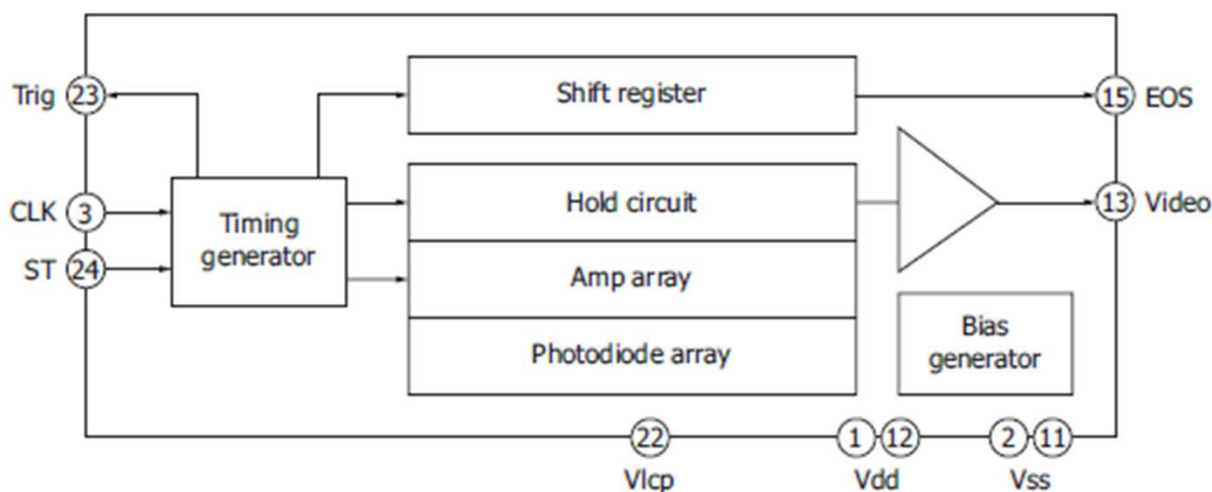 Trig 23
Shift register
15 EOS
CLK 3
Timing
generator
Hold circuit
13 Video
ST 24
Amp array
Photodiode array
Bias
generator
22
1 12
2 11
Vlcp
Vdd
Vss